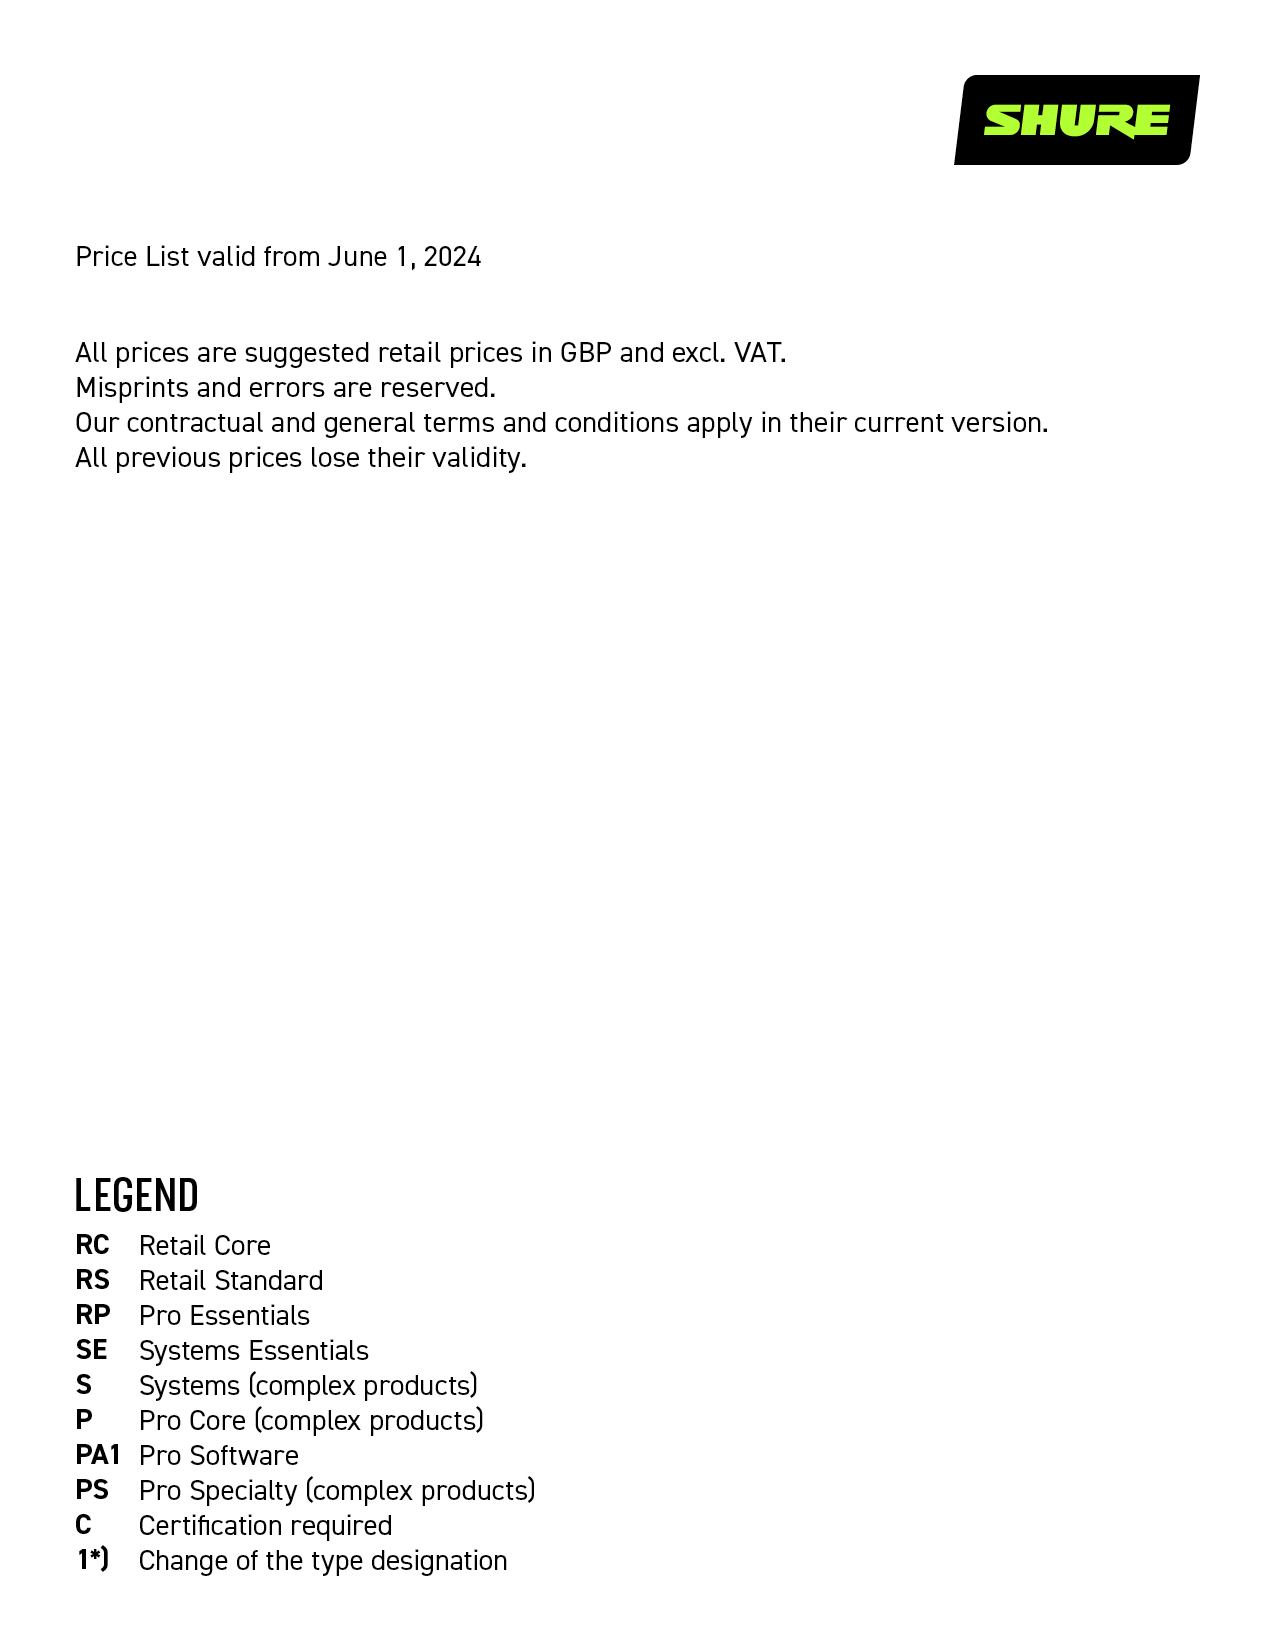 SHURE
Price List valid from June 1, 2024
All prices are suggested retail prices in GBP and excl. VAT.
Misprints and errors are reserved.
Our contractual and general terms and conditions apply in their current version.
All previous prices lose their validity.
LEGEND
RC Retail Core
RS Retail Standard
RP Pro Essentials
SE Systems Essentials
S Systems (complex products)
P Pro Core (complex products)
PA1 Pro Software
PS Pro Specialty (complex products)
C Certification required
1*) Change of the type designation